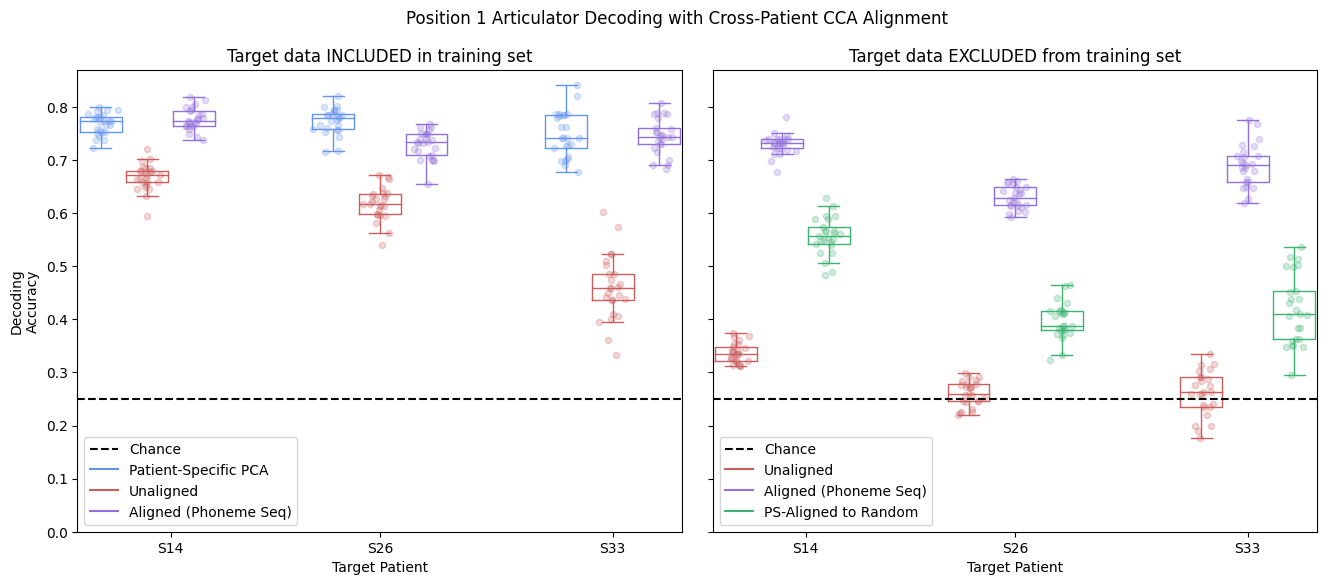 Position 1 Articulator Decoding with Cross-Patient CCA Alignment
Target data INCLUDED in training set
Decoding
Accuracy
0.8
0.7
0.6
0.5
0.4
0.3
0.2
0.1
0.0
Chance
Patient-Specific PCA
Unaligned
Aligned (Phoneme Seq)
S14
S26
S33
Target Patient
Target data EXCLUDED from training set
Chance
Unaligned
Aligned (Phoneme Seq)
PS-Aligned to Random
S14
S26
S33
Target Patient